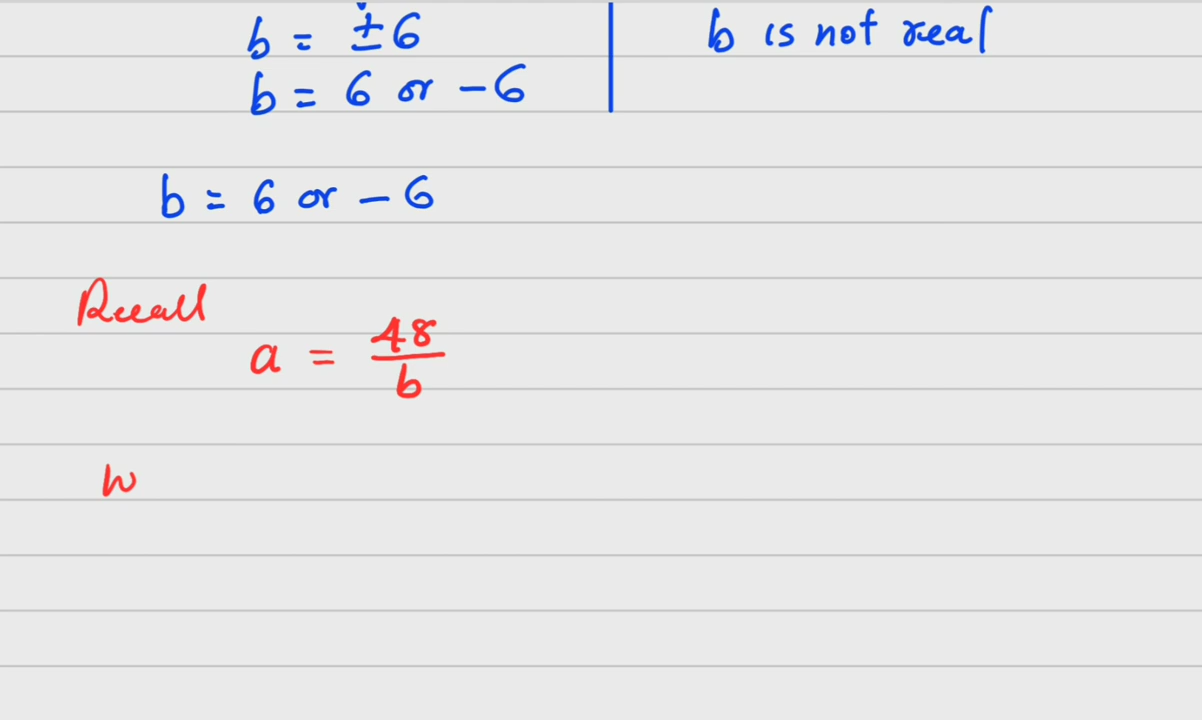 b = ±6
b is not real
b = 6 or -6
b = 6 or -6
Recall
a = 48/b
w